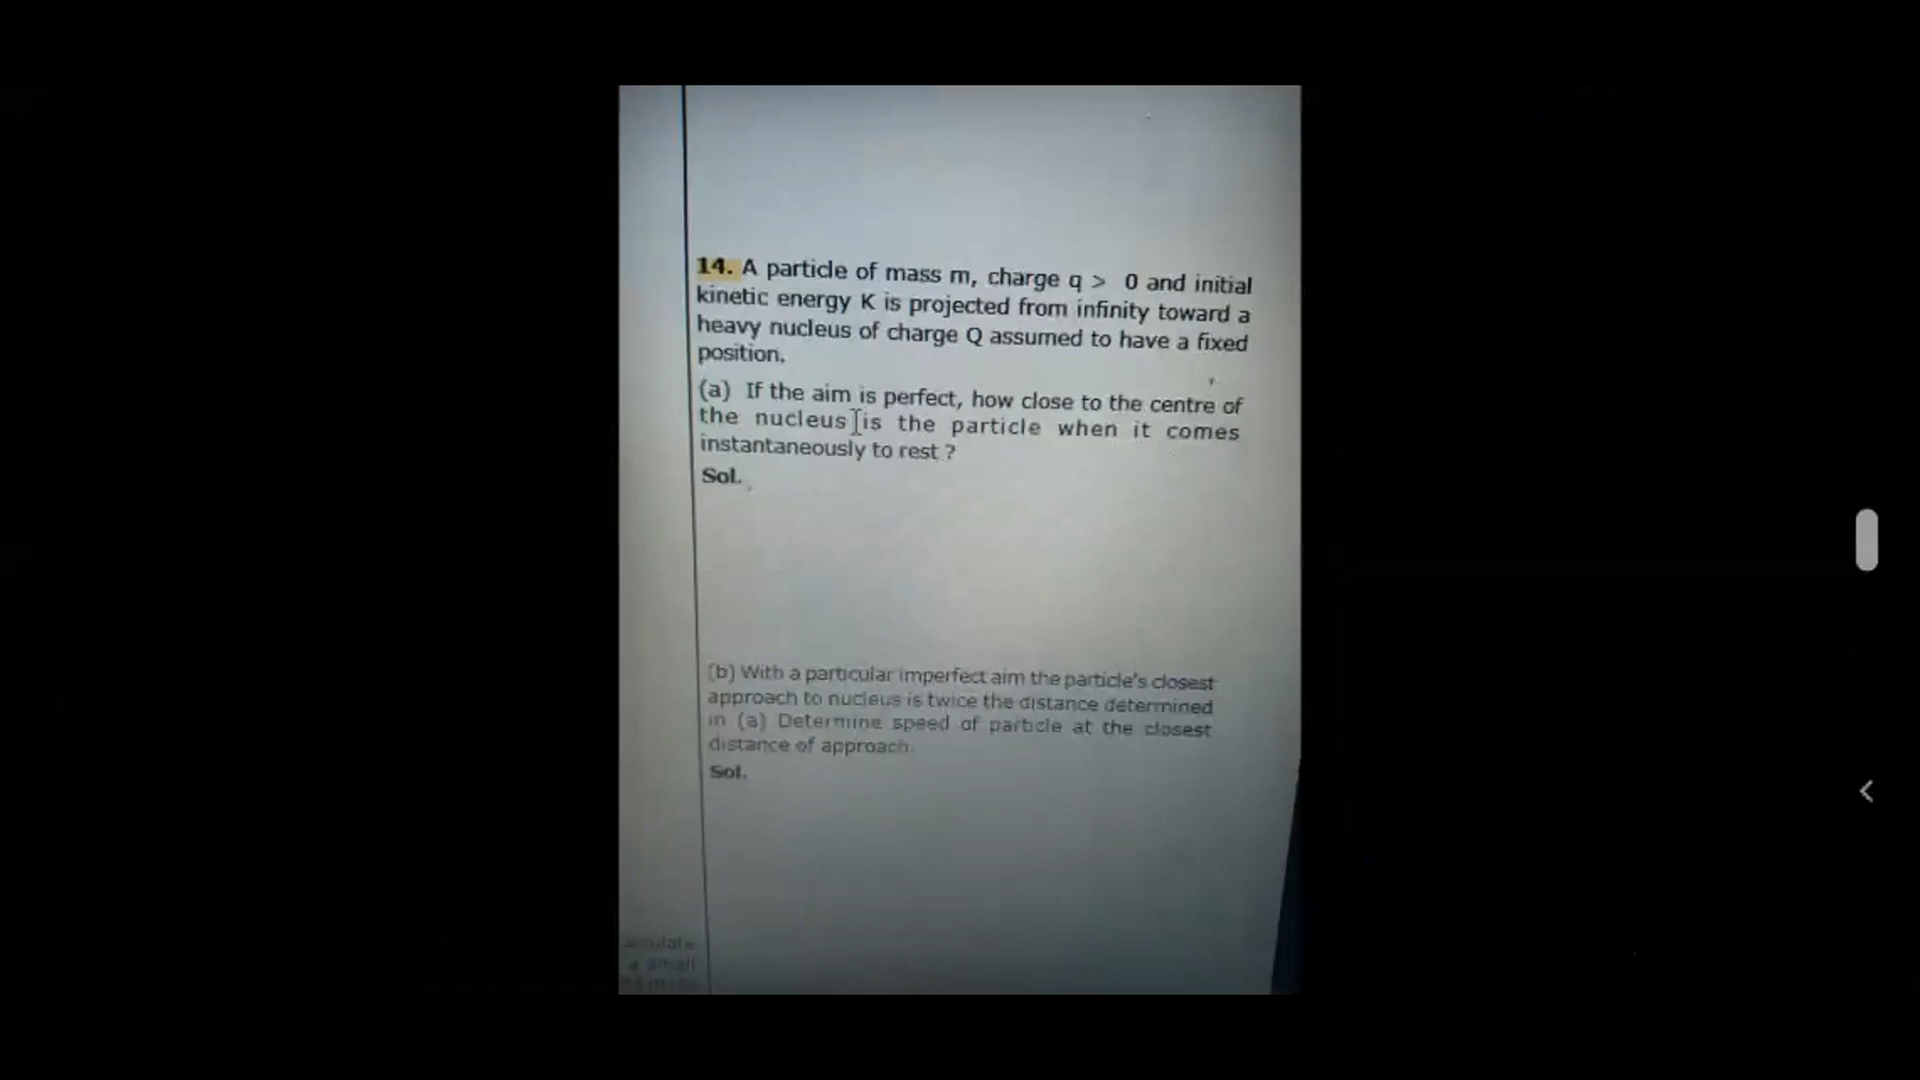 14. A particle of mass m, charge q > 0 and initial
kinetic energy K is projected from infinity toward a
heavy nucleus of charge Q assumed to have a fixed
position.
(a) If the aim is perfect, how close to the centre of
the nucleus is the particle when it comes
instantaneously to rest ?
Sol.
(b) With a particular imperfect aim the particle's closest
approach to nucleus is twice the distance determined
in (a) Determine speed of particle at the closest
distance of approach.
Sol.
a small